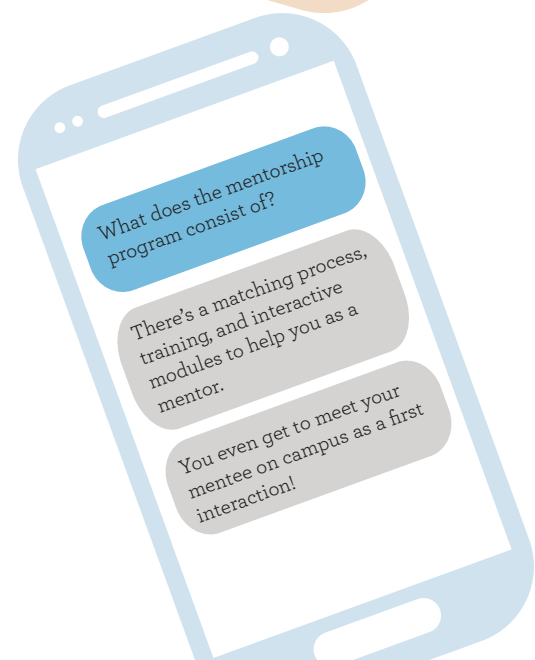 What does the mentorship
program consist of?
There's a matching process,
training, and interactive
modules to help you as a
mentor.
You even get to meet your
mentee on campus as a first
interaction!